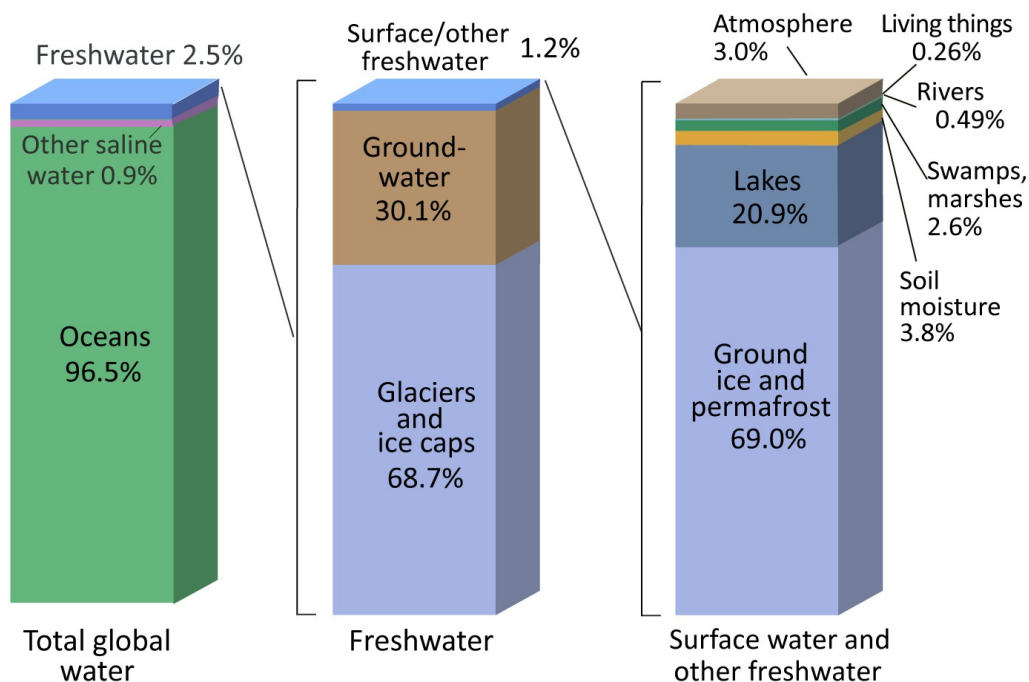 Freshwater 2.5%
Other saline
water 0.9%
Oceans
96.5%
Total global
water
Surface/other
freshwater
1.2%
Ground-
water
30.1%
Glaciers
and
ice caps
68.7%
Freshwater
Atmosphere
3.0%
Living things
0.26%
Rivers
0.49%
Swamps,
marshes
2.6%
Soil
moisture
3.8%
Lakes
20.9%
Ground
ice and
permafrost
69.0%
Surface water and
other freshwater